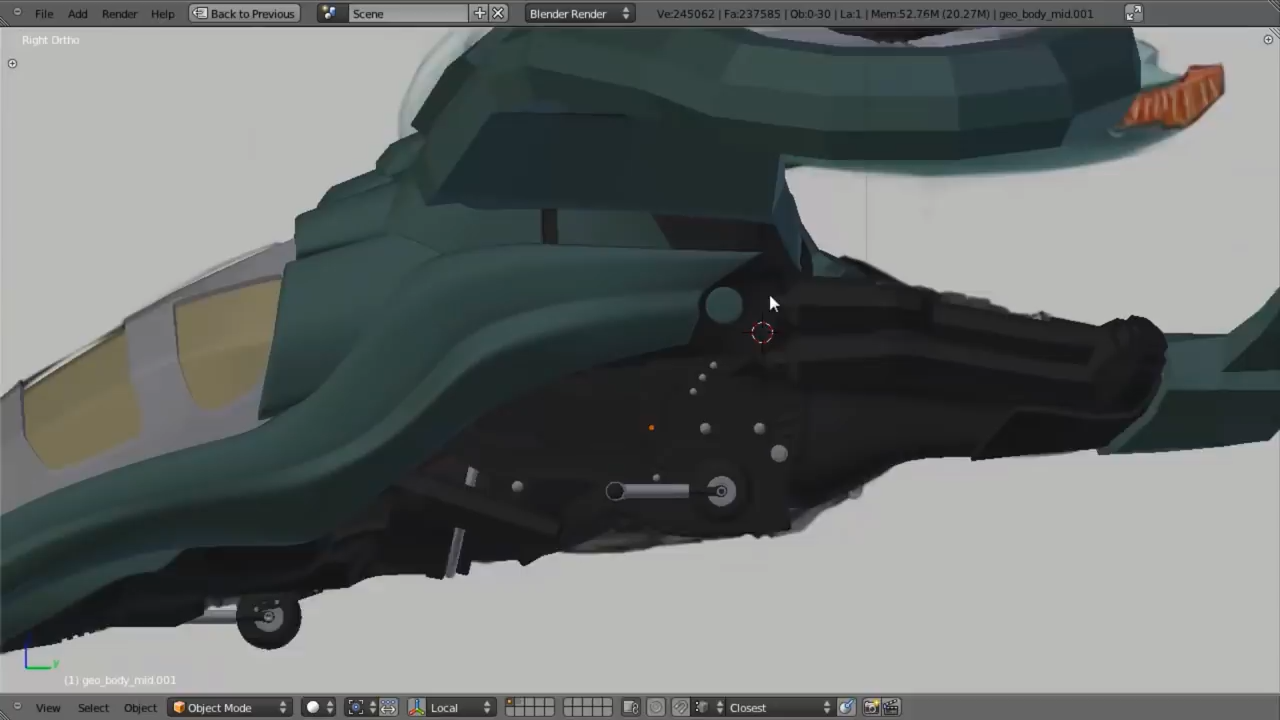 File Add Render Help Back to Previous Scene Blender Render Ve:245062 | Fa:237585 | Ob:0-30 | La:1 | Mem:52.76M (20.27M) | geo_body_mid.001
Right Ortho
y
(1) geo_body_mid.001
View Select Object Object Mode Local Closest